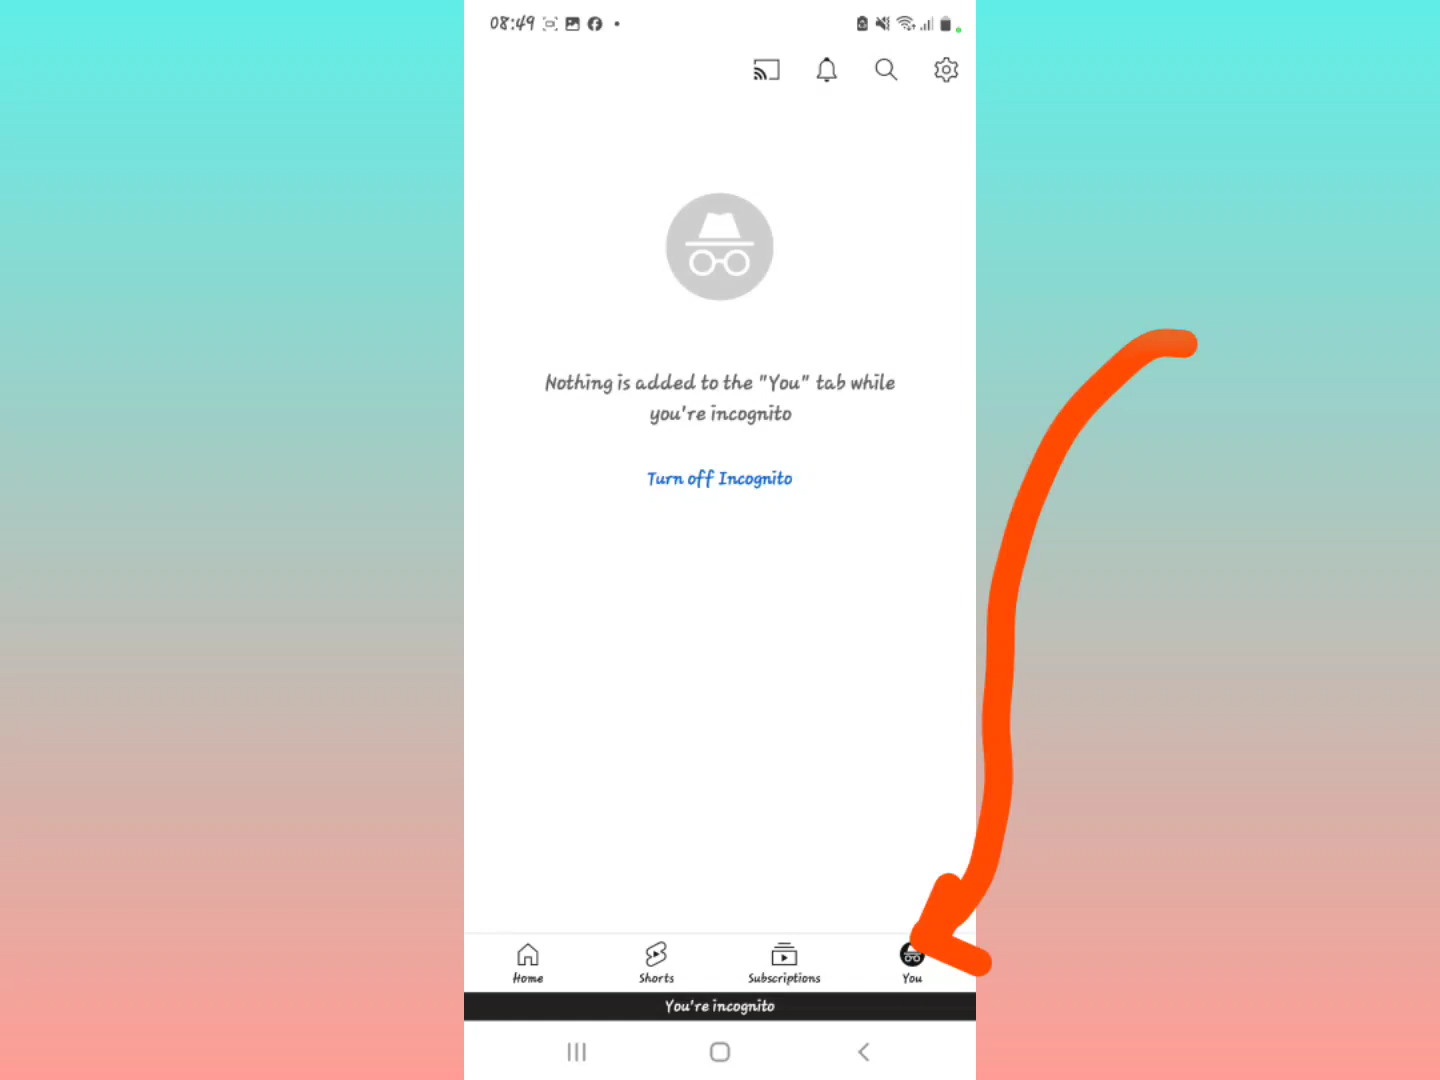 08:49
Nothing is added to the "You" tab while
you're incognito
Turn off Incognito
Home
Shorts
Subscriptions
You
You're incognito